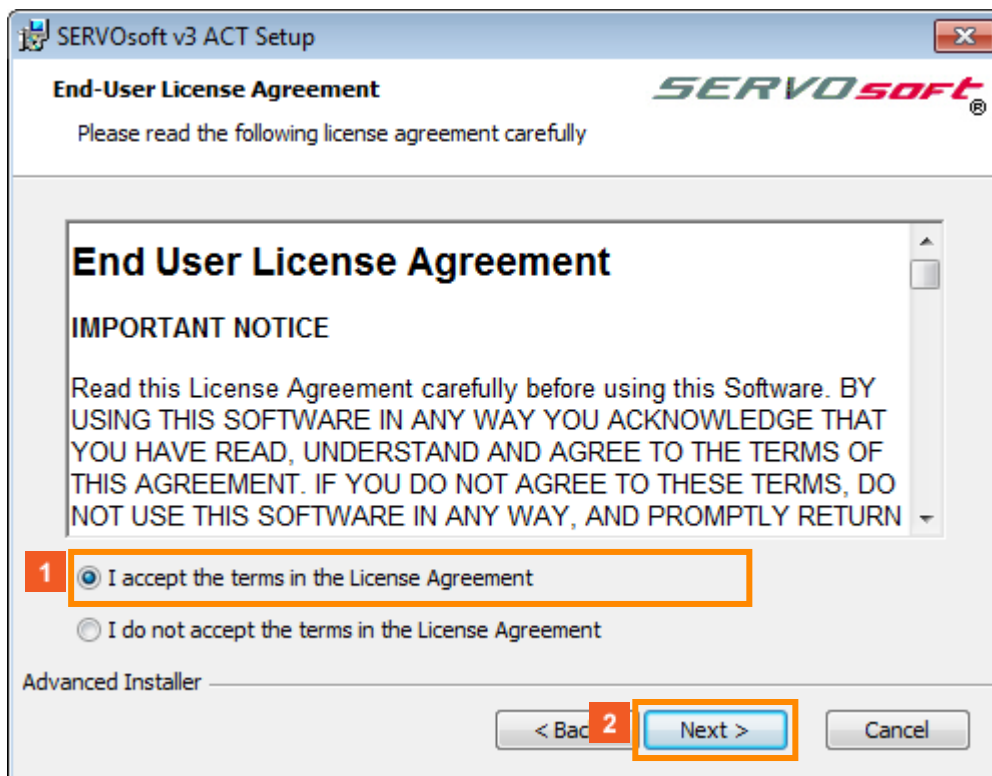 SERVOsoft v3 ACT Setup
End-User License Agreement
SERVOsoft®
Please read the following license agreement carefully
End User License Agreement
IMPORTANT NOTICE
Read this License Agreement carefully before using this Software. BY
USING THIS SOFTWARE IN ANY WAY YOU ACKNOWLEDGE THAT
YOU HAVE READ, UNDERSTAND AND AGREE TO THE TERMS OF
THIS AGREEMENT. IF YOU DO NOT AGREE TO THESE TERMS, DO
NOT USE THIS SOFTWARE IN ANY WAY, AND PROMPTLY RETURN
1 I accept the terms in the License Agreement
I do not accept the terms in the License Agreement
Advanced Installer
< Bac 2 Next > Cancel